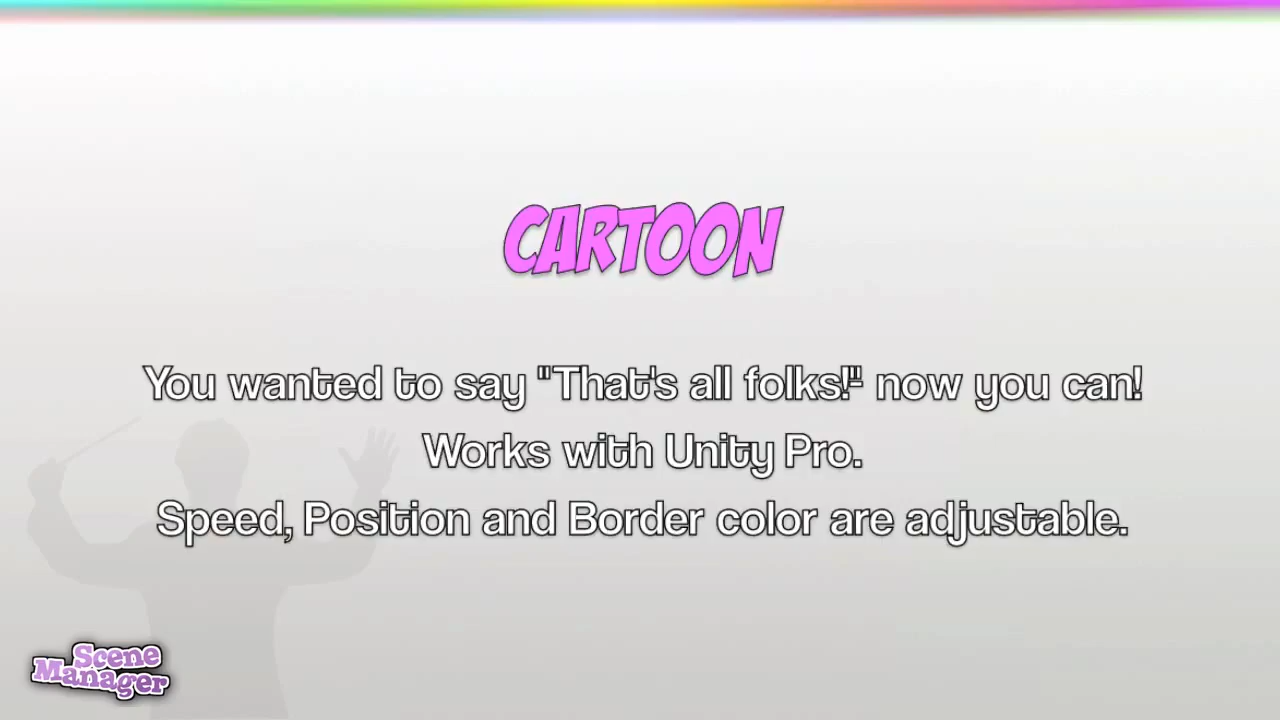 CARTOON
You wanted to say "That's all folks!"- now you can!
Works with Unity Pro.
Speed, Position and Border color are adjustable.
Scene
Manager